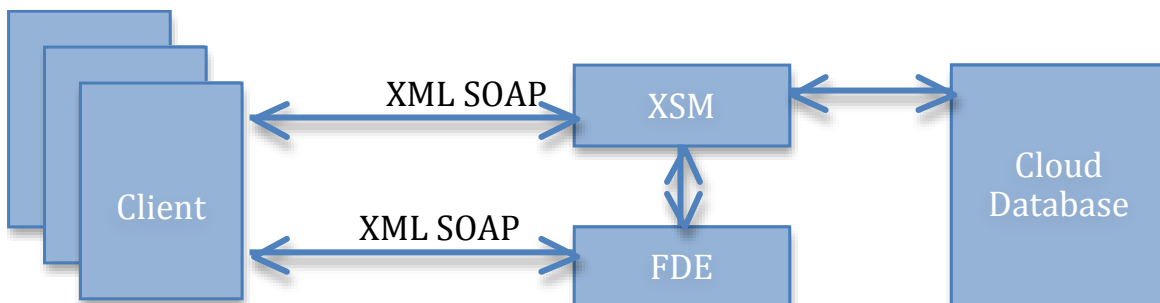 XML SOAP
XSM
Client
Cloud
Database
XML SOAP
FDE